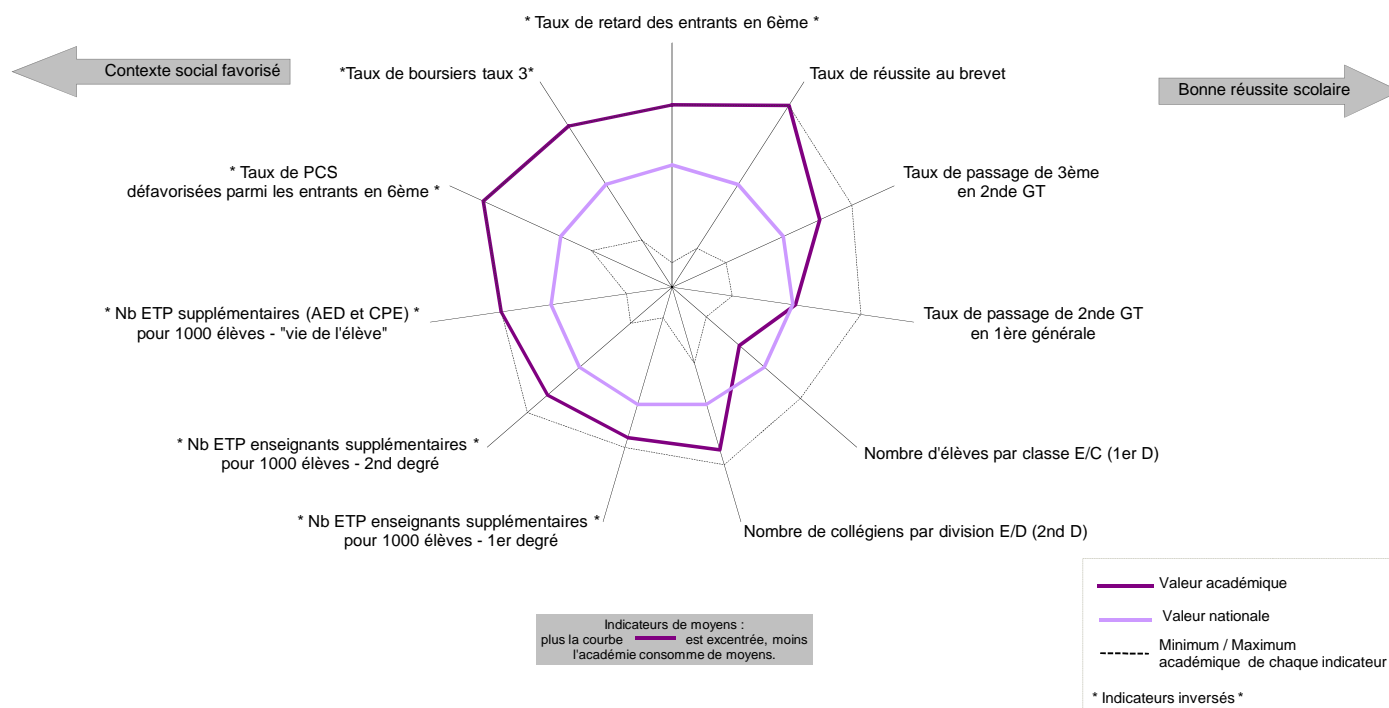 * Taux de retard des entrants en 6ème *
Contexte social favorisé
*Taux de boursiers taux 3*
Taux de réussite au brevet
Bonne réussite scolaire
* Taux de PCS
défavorisées parmi les entrants en 6ème *
Taux de passage de 3ème
en 2nde GT
* Nb ETP supplémentaires (AED et CPE) *
pour 1000 élèves - "vie de l'élève"
Taux de passage de 2nde GT
en 1ère générale
* Nb ETP enseignants supplémentaires *
pour 1000 élèves - 2nd degré
Nombre d'élèves par classe E/C (1er D)
* Nb ETP enseignants supplémentaires *
pour 1000 élèves - 1er degré
Nombre de collégiens par division E/D (2nd D)
Indicateurs de moyens :
plus la courbe est excentrée, moins
l'académie consomme de moyens.
Valeur académique
Valeur nationale
Minimum / Maximum
académique de chaque indicateur
* Indicateurs inversés *